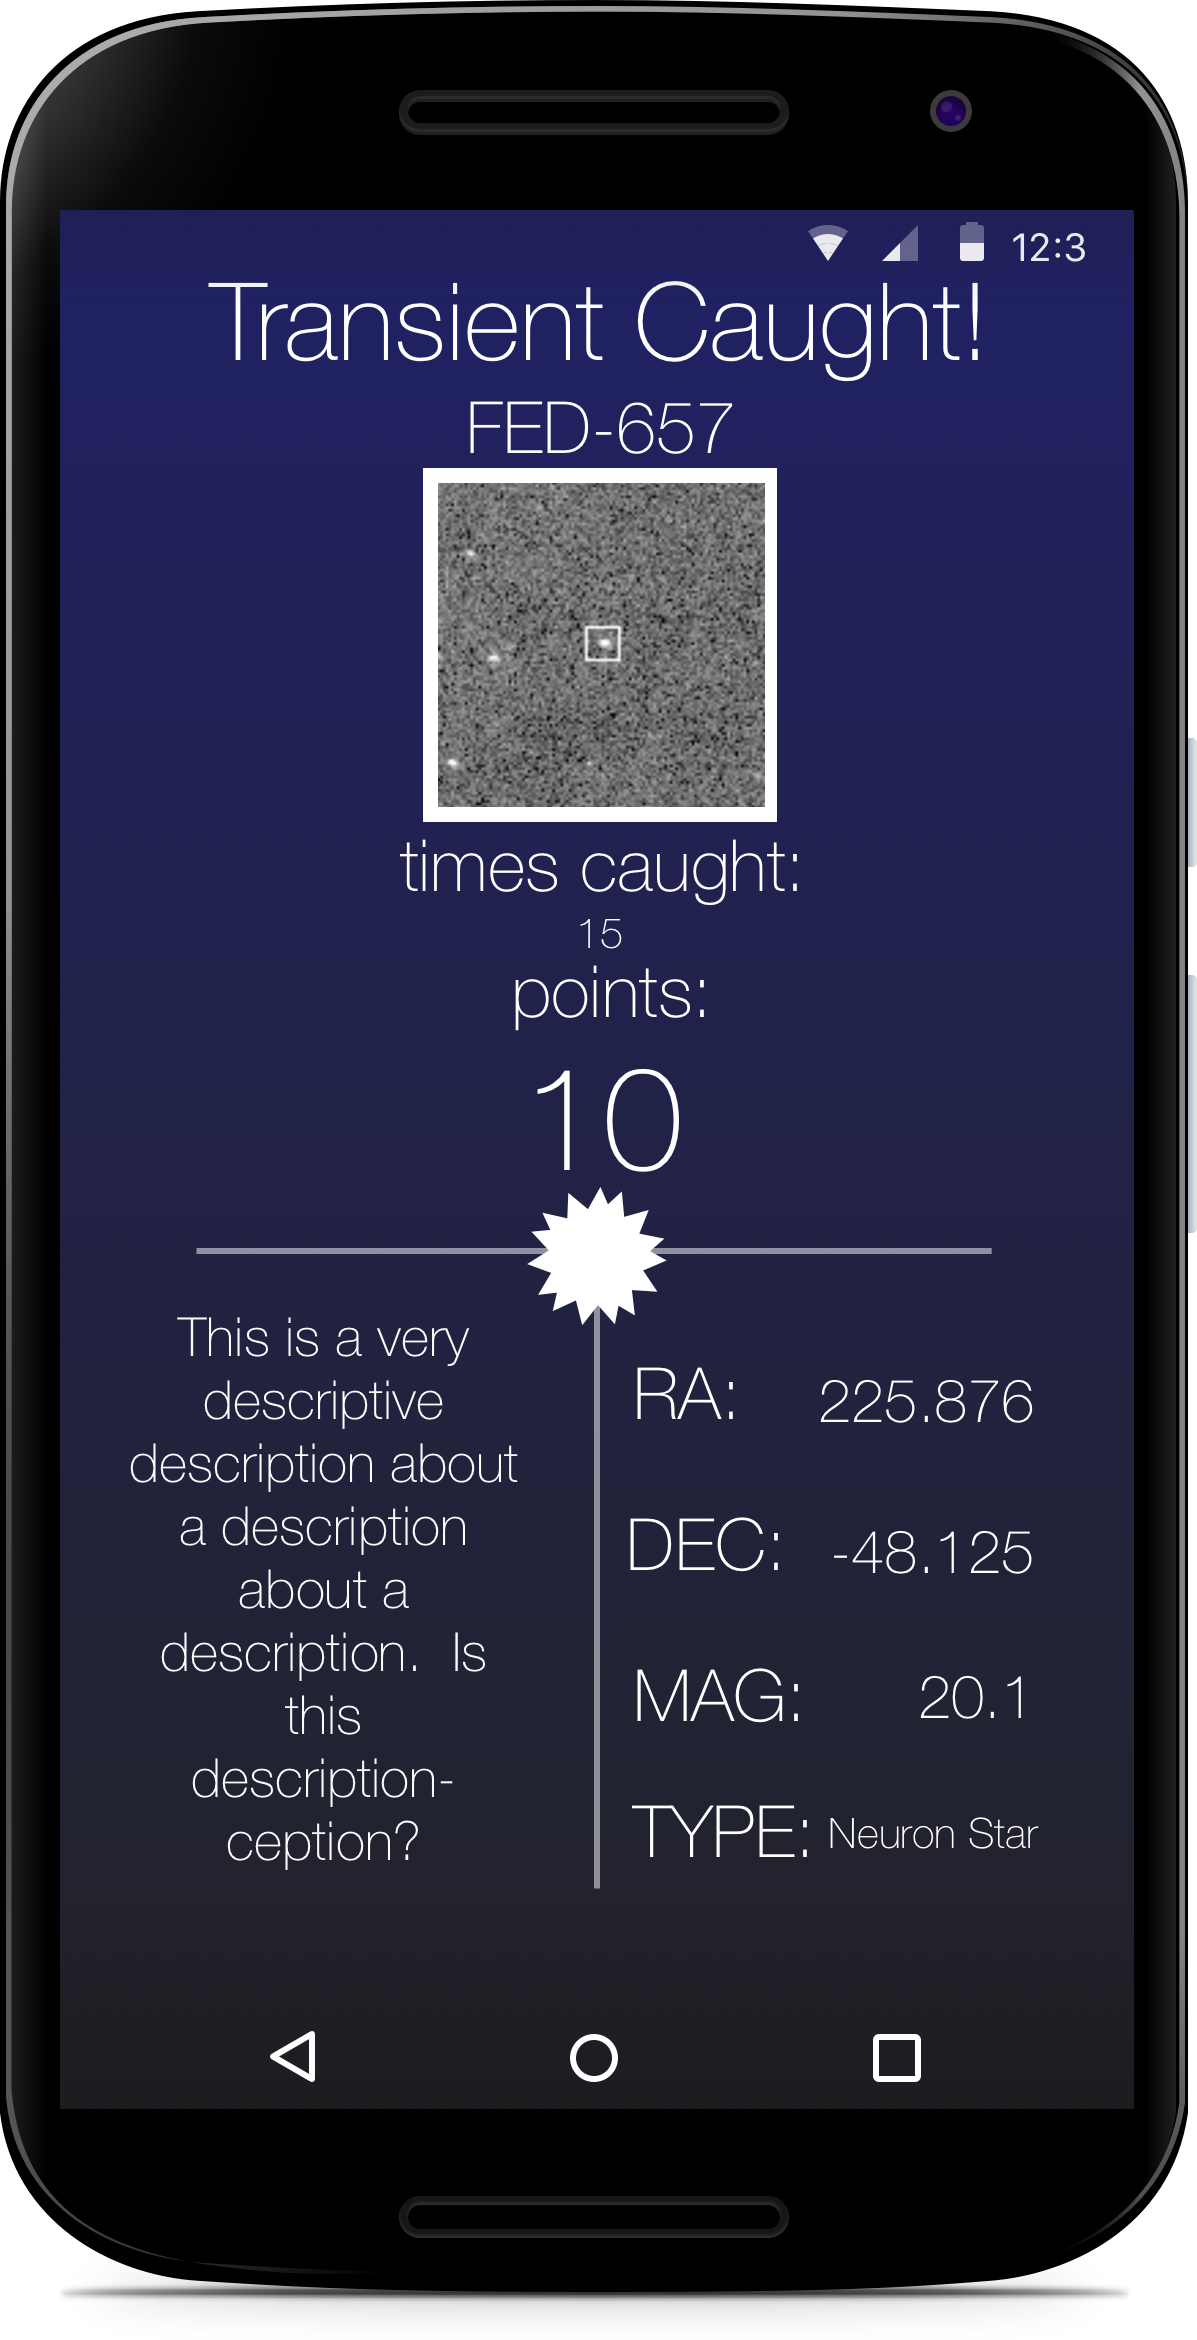 12:3
Transient Caught!
FED-657
times caught:
15
points:
10
This is a very
descriptive
description about
a description
about a
description.  Is
this
description-
ception?
RA: 225.876
DEC: -48.125
MAG: 20.1
TYPE: Neuron Star